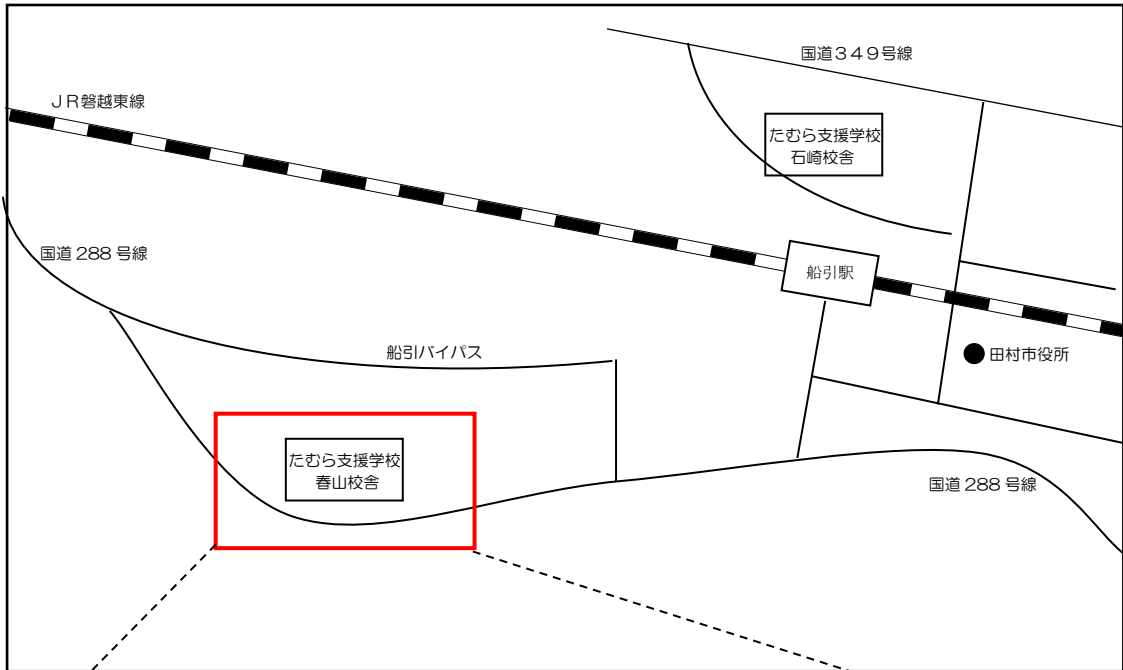 国道３４９号線
ＪＲ磐越東線
たむら支援学校
石崎校舎
国道 288 号線
船引駅
船引バイパス
田村市役所
たむら支援学校
春山校舎
国道 288 号線